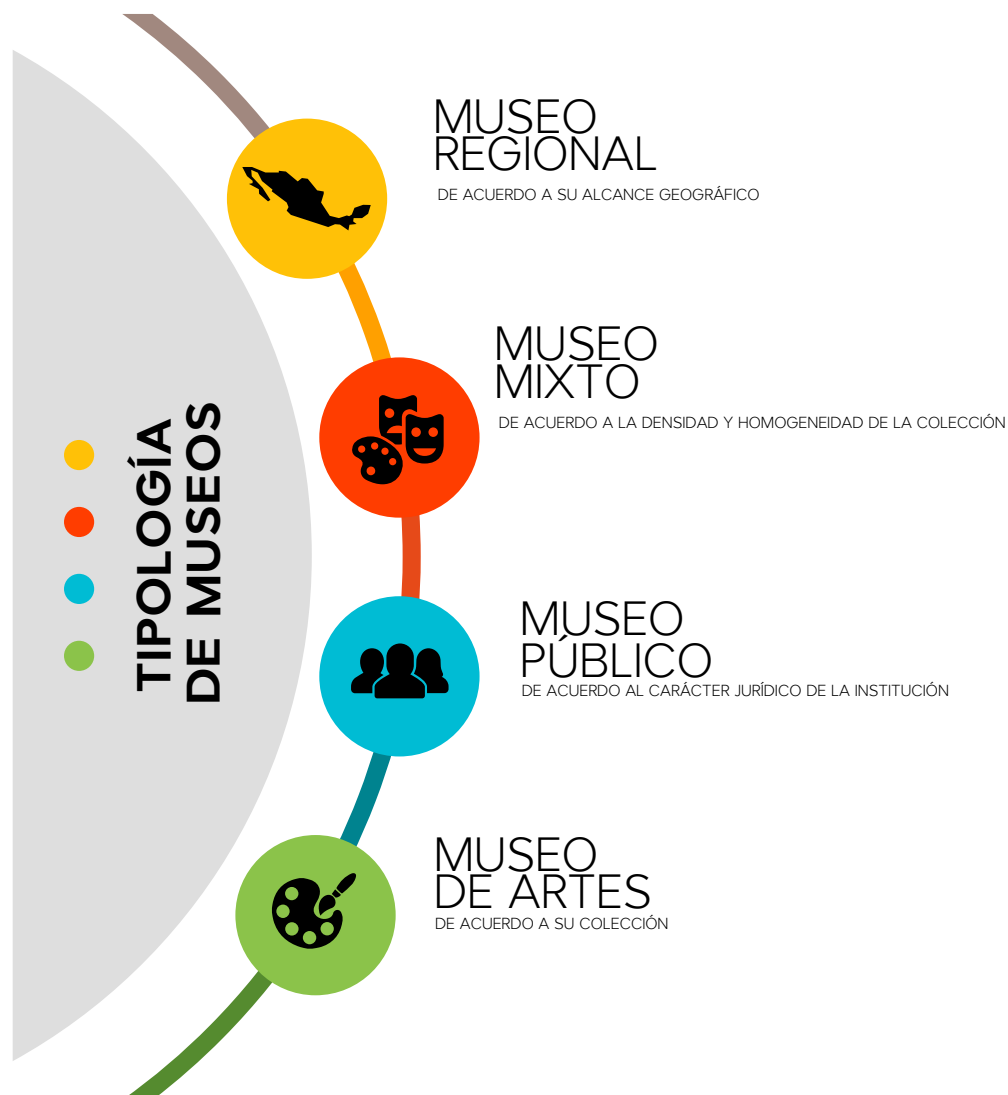 TIPOLOGÍA
DE MUSEOS
MUSEO
REGIONAL
DE ACUERDO A SU ALCANCE GEOGRÁFICO
MUSEO
MIXTO
DE ACUERDO A LA DENSIDAD Y HOMOGENEIDAD DE LA COLECCIÓN
MUSEO
PÚBLICO
DE ACUERDO AL CARÁCTER JURÍDICO DE LA INSTITUCIÓN
MUSEO
DE ARTES
DE ACUERDO A SU COLECCIÓN